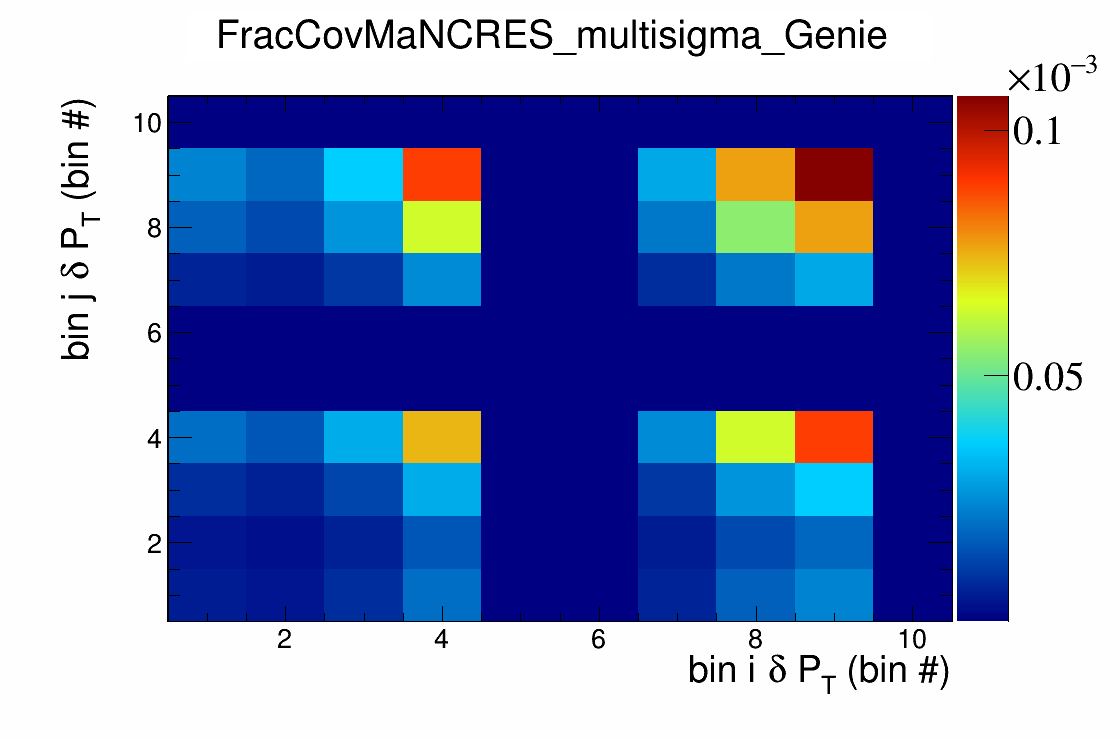 FracCovMaNCRES_multisigma_Genie
×10⁻³
0.1
0.05
bin j δ P_T (bin #)
10
8
6
4
2
2 4 6 8 10
bin i δ P_T (bin #)